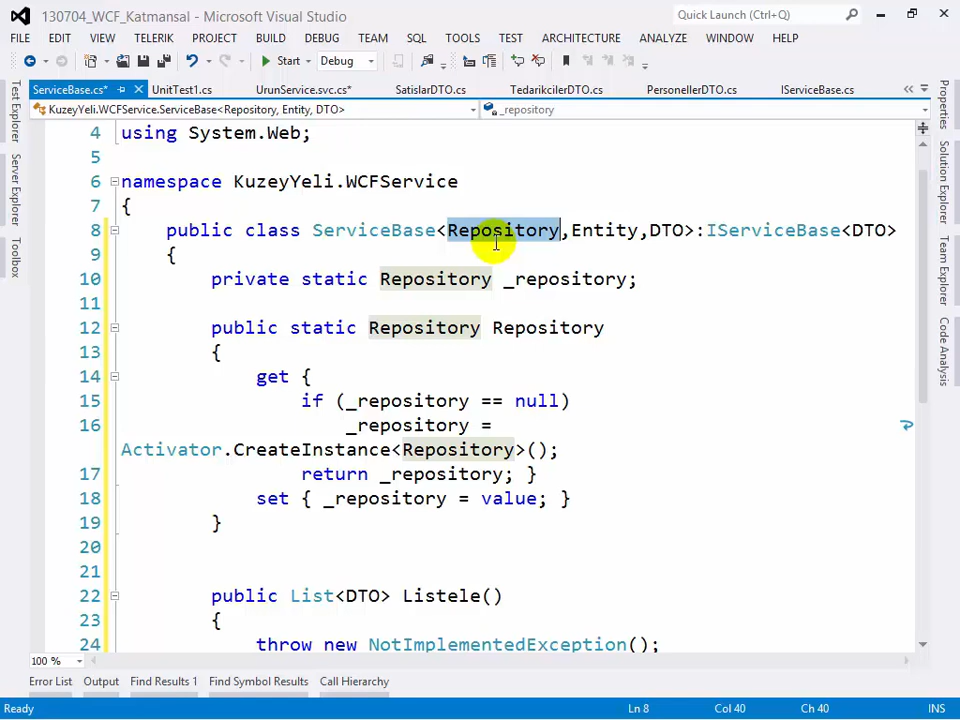 130704_WCF_Katmansal - Microsoft Visual Studio
Quick Launch (Ctrl+Q)
FILE EDIT VIEW TELERIK PROJECT BUILD DEBUG TEAM SQL TOOLS TEST ARCHITECTURE ANALYZE WINDOW HELP
Start Debug
ServiceBase.cs* UnitTest1.cs UrunService.svc.cs* SatislarDTO.cs TedarikcilerDTO.cs PersonellerDTO.cs IServiceBase.cs
KuzeyYeli.WCFService.ServiceBase<Repository, Entity, DTO> _repository
Test Explorer
Server Explorer
Toolbox
4 using System.Web;
5
6 namespace KuzeyYeli.WCFService
7 {
8 public class ServiceBase<Repository,Entity,DTO>:IServiceBase<DTO>
9 {
10 private static Repository _repository;
11
12 public static Repository Repository
13 {
14 get {
15 if (_repository == null)
16 _repository =
Activator.CreateInstance<Repository>();
17 return _repository; }
18 set { _repository = value; }
19 }
20
21
22 public List<DTO> Listele()
23 {
24 throw new NotImplementedException();
Properties
Solution Explorer
Team Explorer
Code Analysis
100 %
Error List Output Find Results 1 Find Symbol Results Call Hierarchy
Ready Ln 8 Col 40 Ch 40 INS